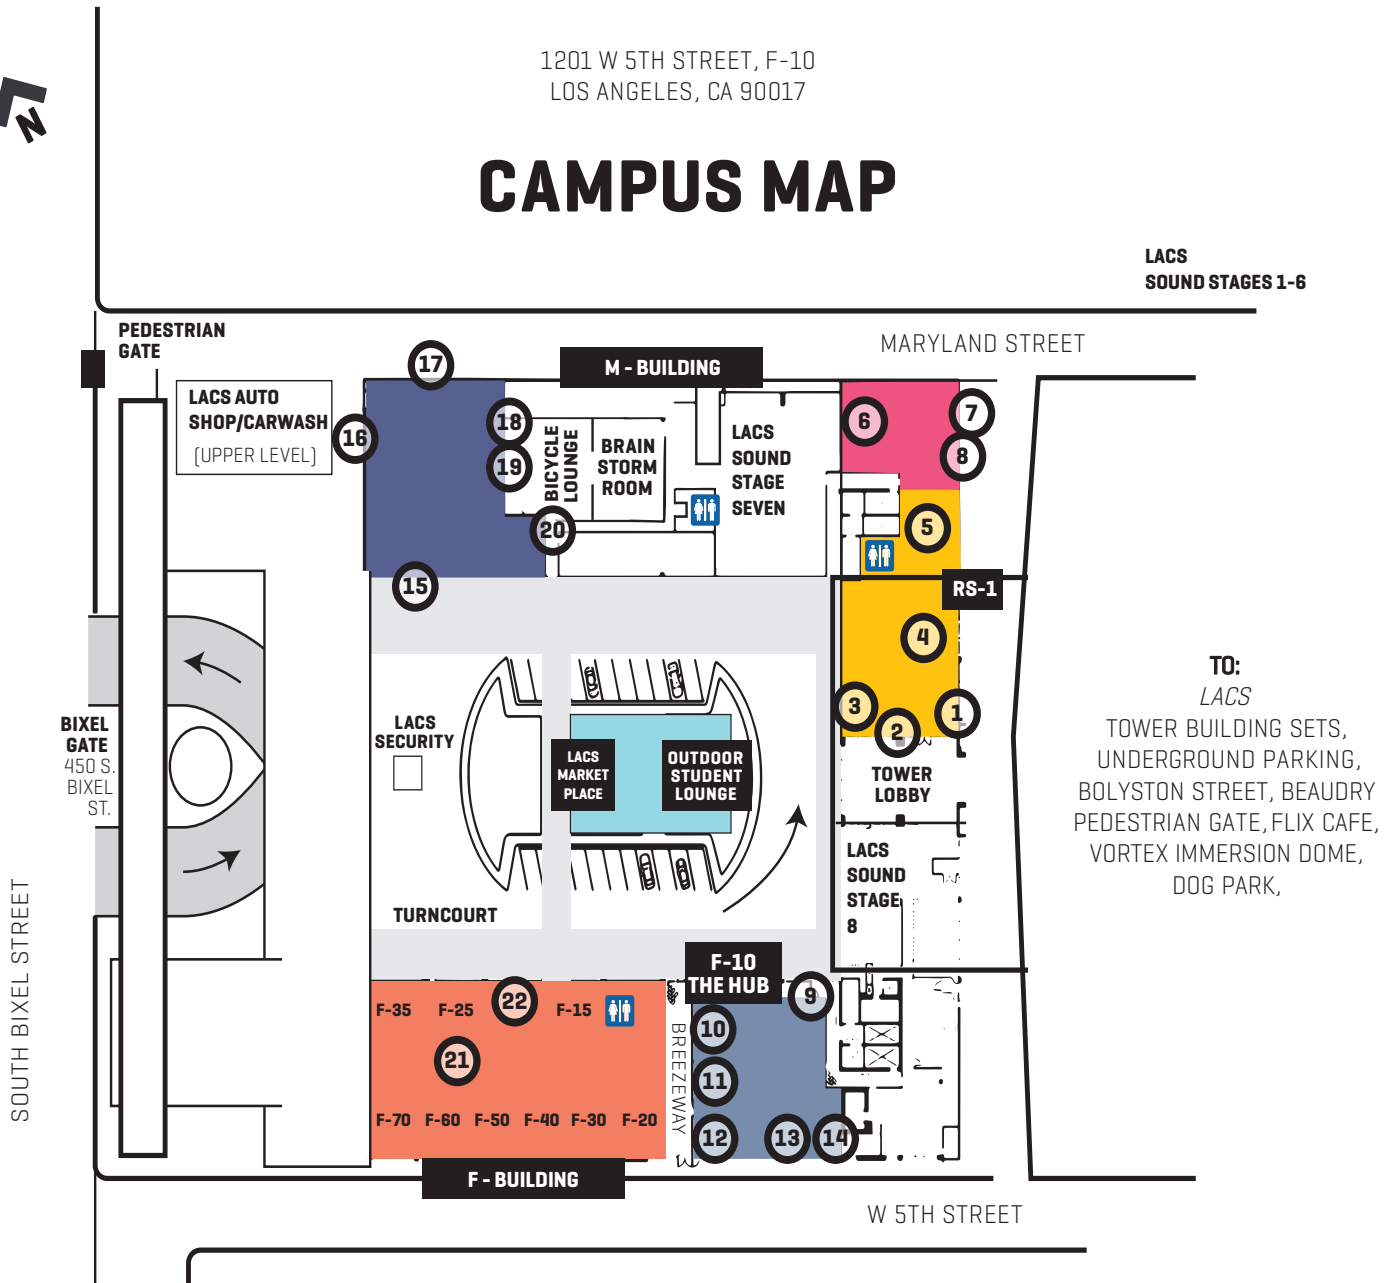 1201 W 5TH STREET, F-10
LOS ANGELES, CA 90017
N
CAMPUS MAP
LACS
SOUND STAGES 1-6
PEDESTRIAN
GATE
MARYLAND STREET
17
M - BUILDING
LACS AUTO
SHOP/CARWASH
(UPPER LEVEL)
16
18
19
20
15
BICYCLE
LOUNGE
BRAIN
STORM
ROOM
LACS
SOUND
STAGE
SEVEN
6
7
8
5
RS-1
4
3
2
1
BIXEL
GATE
450 S.
BIXEL
ST.
LACS
SECURITY
LACS
MARKET
PLACE
OUTDOOR
STUDENT
LOUNGE
TOWER
LOBBY
TO:
LACS
TOWER BUILDING SETS,
UNDERGROUND PARKING,
BOLYSTON STREET, BEAUDRY
PEDESTRIAN GATE, FLIX CAFE,
VORTEX IMMERSION DOME,
DOG PARK,
LACS
SOUND
STAGE
8
TURNCOURT
SOUTH BIXEL STREET
F-10
THE HUB
F-35
F-25
22
F-15
21
F-70
F-60
F-50
F-40
F-30
F-20
BREEZEWAY
9
10
11
12
13
14
F - BUILDING
W 5TH STREET